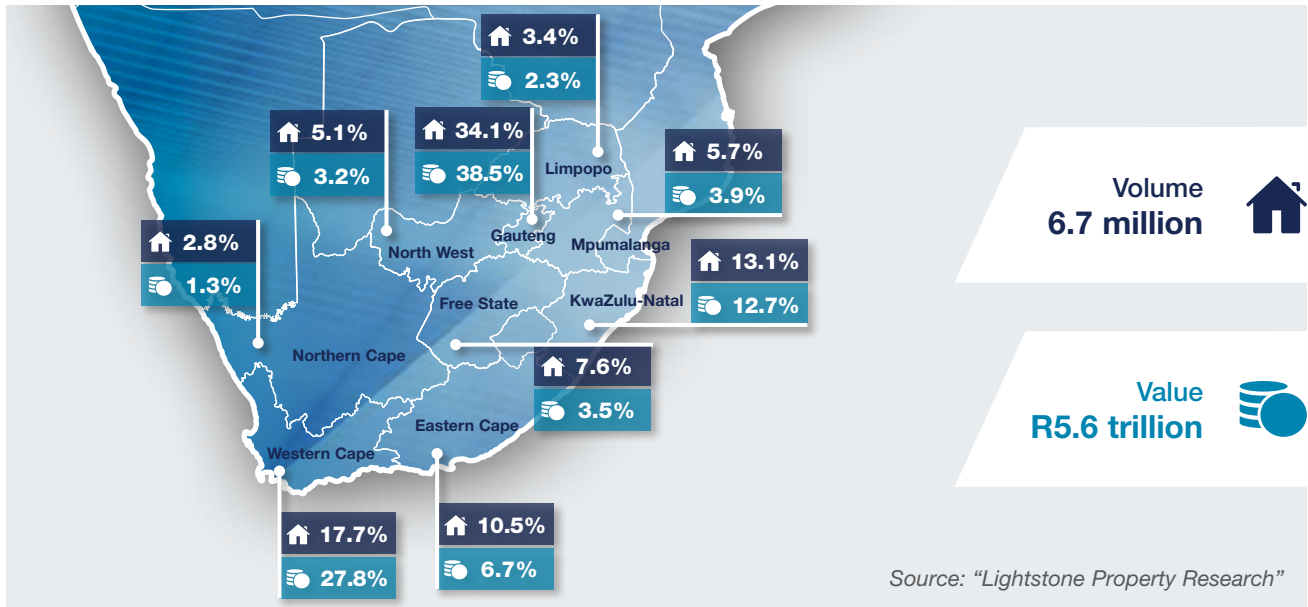 3.4%
2.3%
5.1%
3.2%
34.1%
38.5%
Limpopo
5.7%
3.9%
Volume
6.7 million
2.8%
1.3%
North West
Gauteng
Mpumalanga
13.1%
12.7%
Free State
KwaZulu-Natal
Northern Cape
7.6%
3.5%
Value
R5.6 trillion
Eastern Cape
Western Cape
17.7%
27.8%
10.5%
6.7%
Source: “Lightstone Property Research”